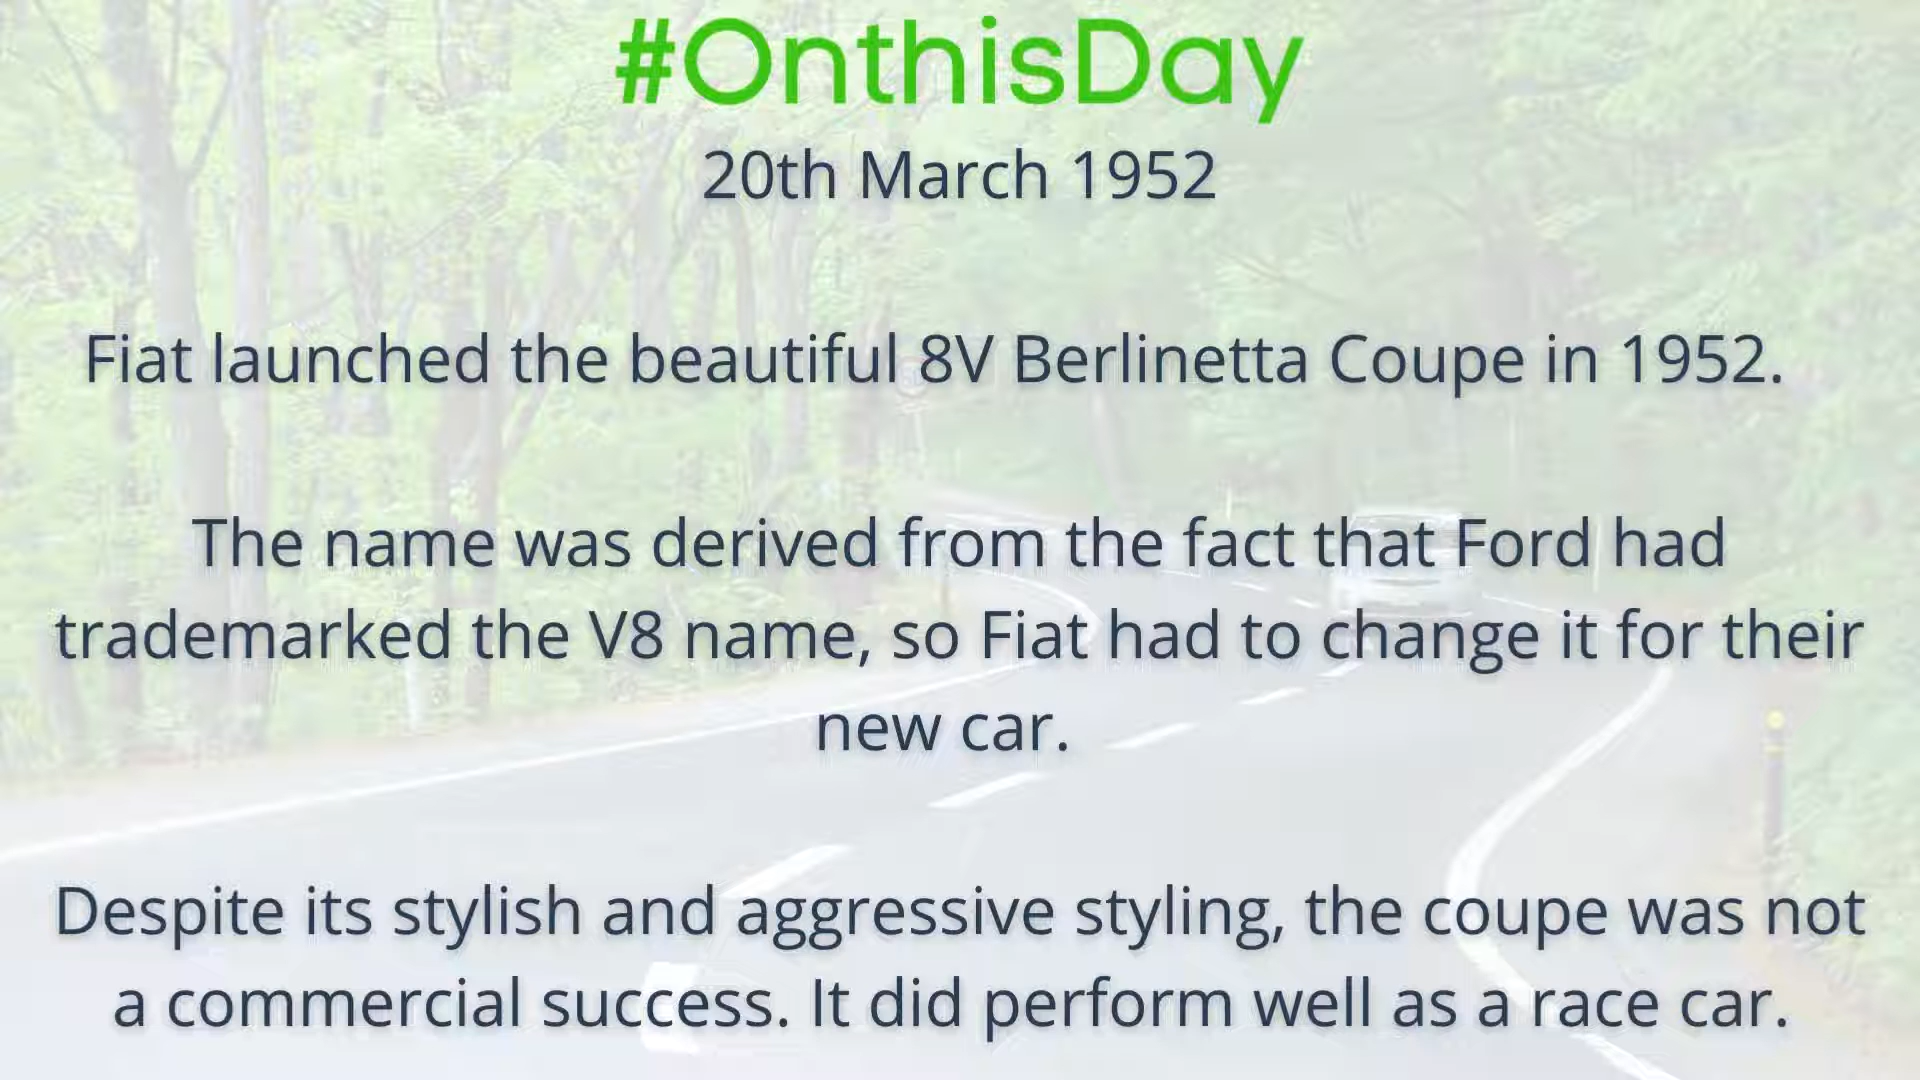 #OnthisDay
20th March 1952
Fiat launched the beautiful 8V Berlinetta Coupe in 1952.
The name was derived from the fact that Ford had
trademarked the V8 name, so Fiat had to change it for their
new car.
Despite its stylish and aggressive styling, the coupe was not
a commercial success. It did perform well as a race car.